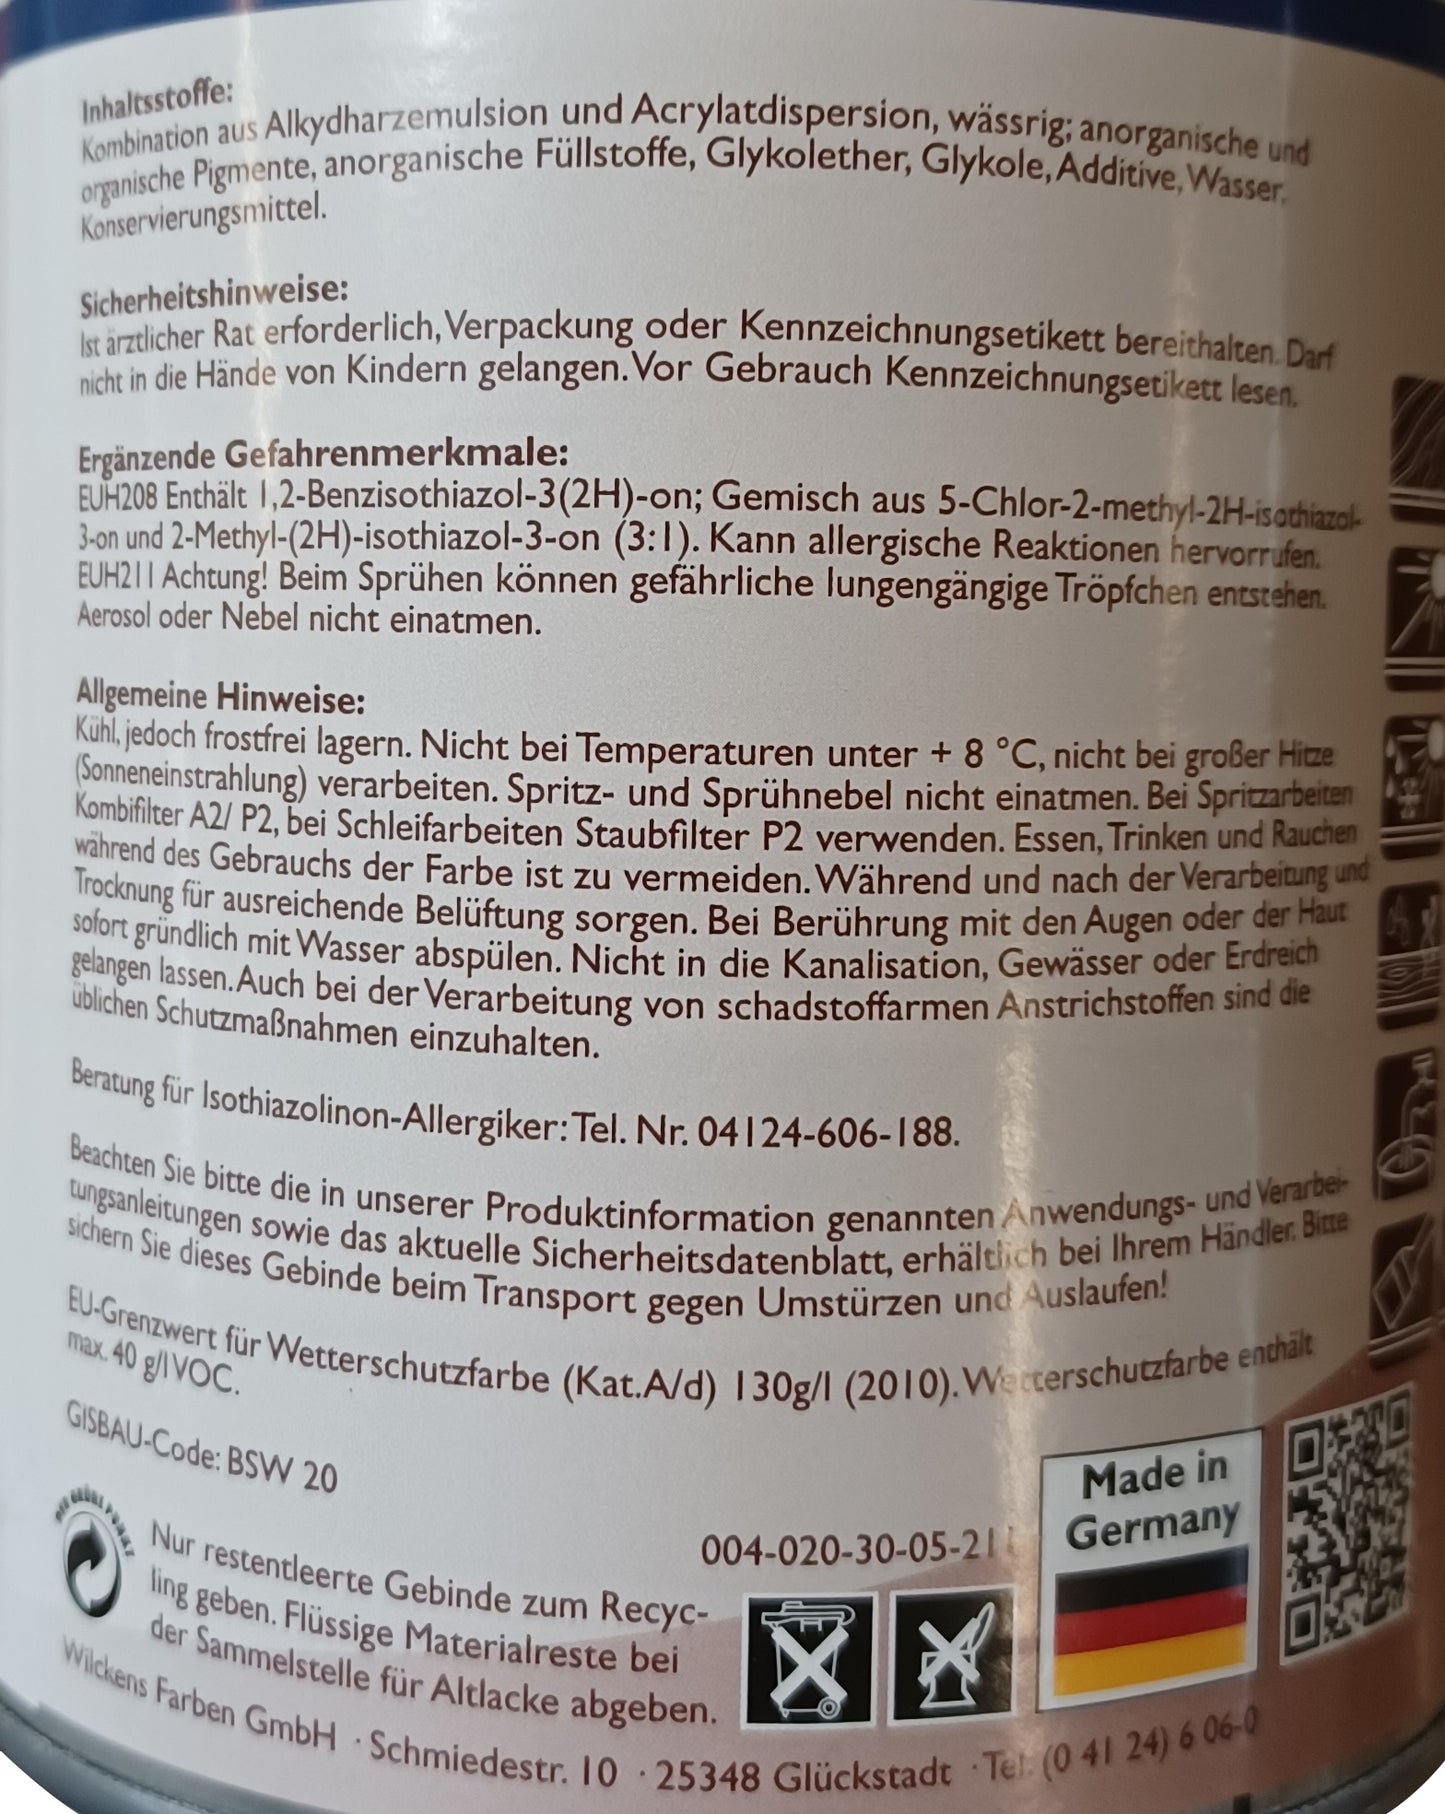 Inhaltsstoffe:
Kombination aus Alkydharzemulsion und Acrylatdispersion, wässrig; anorganische und
organische Pigmente, anorganische Füllstoffe, Glykolether, Glykole, Additive, Wasser,
Konservierungsmittel.
Sicherheitshinweise:
Ist ärztlicher Rat erforderlich, Verpackung oder Kennzeichnungsetikett bereithalten. Darf
nicht in die Hände von Kindern gelangen. Vor Gebrauch Kennzeichnungsetikett lesen.
Ergänzende Gefahrenmerkmale:
EUH208 Enthält 1,2-Benzisothiazol-3(2H)-on; Gemisch aus 5-Chlor-2-methyl-2H-isothiazol-
3-on und 2-Methyl-(2H)-isothiazol-3-on (3:1). Kann allergische Reaktionen hervorrufen.
EUH211 Achtung! Beim Sprühen können gefährliche lungengängige Tröpfchen entstehen.
Aerosol oder Nebel nicht einatmen.
Allgemeine Hinweise:
Kühl, jedoch frostfrei lagern. Nicht bei Temperaturen unter + 8 °C, nicht bei großer Hitze
(Sonneneinstrahlung) verarbeiten. Spritz- und Sprühnebel nicht einatmen. Bei Spritzarbeiten
Kombifilter A2/ P2, bei Schleifarbeiten Staubfilter P2 verwenden. Essen, Trinken und Rauchen
während des Gebrauchs der Farbe ist zu vermeiden. Während und nach der Verarbeitung und
Trocknung für ausreichende Belüftung sorgen. Bei Berührung mit den Augen oder der Haut
sofort gründlich mit Wasser abspülen. Nicht in die Kanalisation, Gewässer oder Erdreich
gelangen lassen. Auch bei der Verarbeitung von schadstoffarmen Anstrichstoffen sind die
üblichen Schutzmaßnahmen einzuhalten.
Beratung für Isothiazolinon-Allergiker: Tel. Nr. 04124-606-188.
Beachten Sie bitte die in unserer Produktinformation genannten Anwendungs- und Verarbei-
tungsanleitungen sowie das aktuelle Sicherheitsdatenblatt, erhältlich bei Ihrem Händler. Bitte
sichern Sie dieses Gebinde beim Transport gegen Umstürzen und Auslaufen!
EU-Grenzwert für Wetterschutzfarbe (Kat.A/d) 130g/l (2010). Wetterschutzfarbe enthält
max. 40 g/l VOC.
GISBAU-Code: BSW 20
DER GRÜNE PUNKT
Nur restentleerte Gebinde zum Recyc-
ling geben. Flüssige Materialreste bei
der Sammelstelle für Altlacke abgeben.
004-020-30-05-211
Made in
Germany
Wilckens Farben GmbH · Schmiedestr. 10 · 25348 Glückstadt · Tel. (0 41 24) 6 06-0